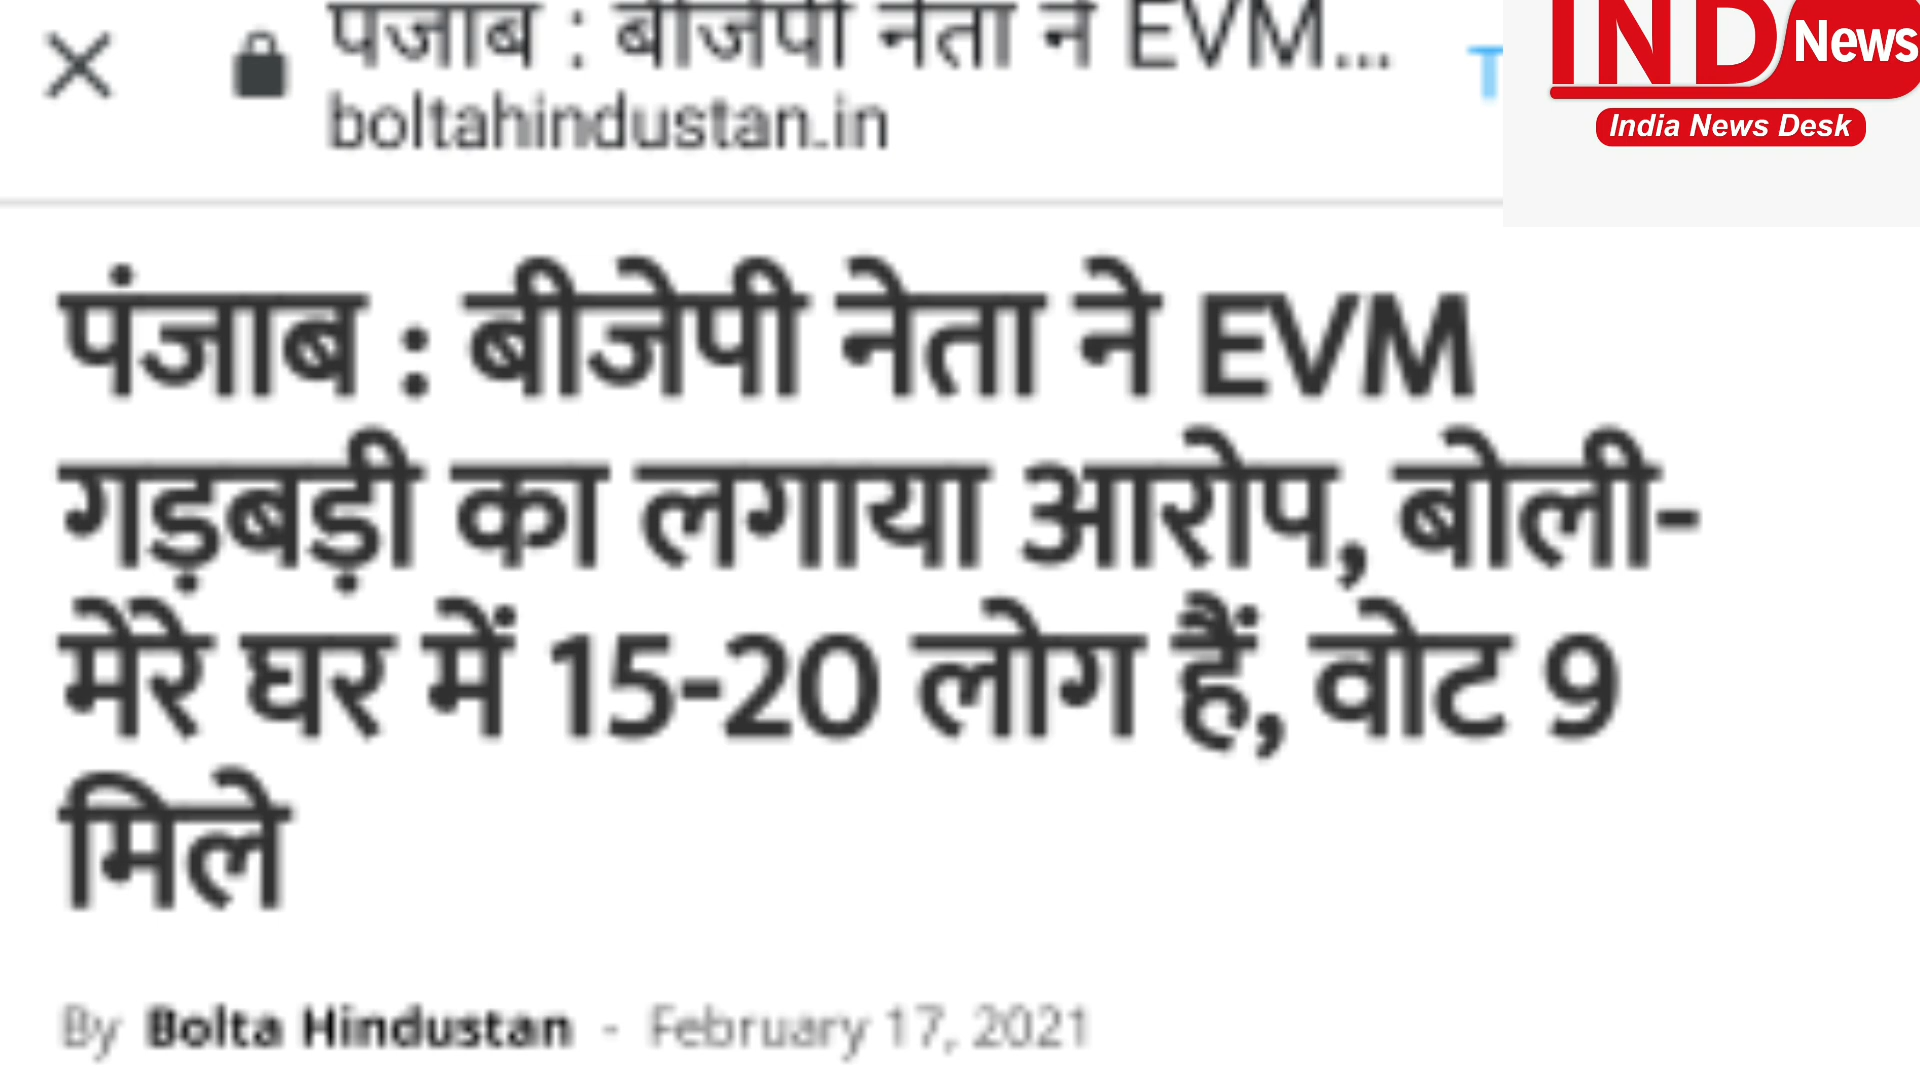 पंजाब : बीजेपी नेता ने EVM...
boltahindustan.in
T
IND News
India News Desk
पंजाब : बीजेपी नेता ने EVM
गड़बड़ी का लगाया आरोप, बोली-
मेरे घर में 15-20 लोग हैं, वोट 9
मिले
By Bolta Hindustan - February 17, 2021